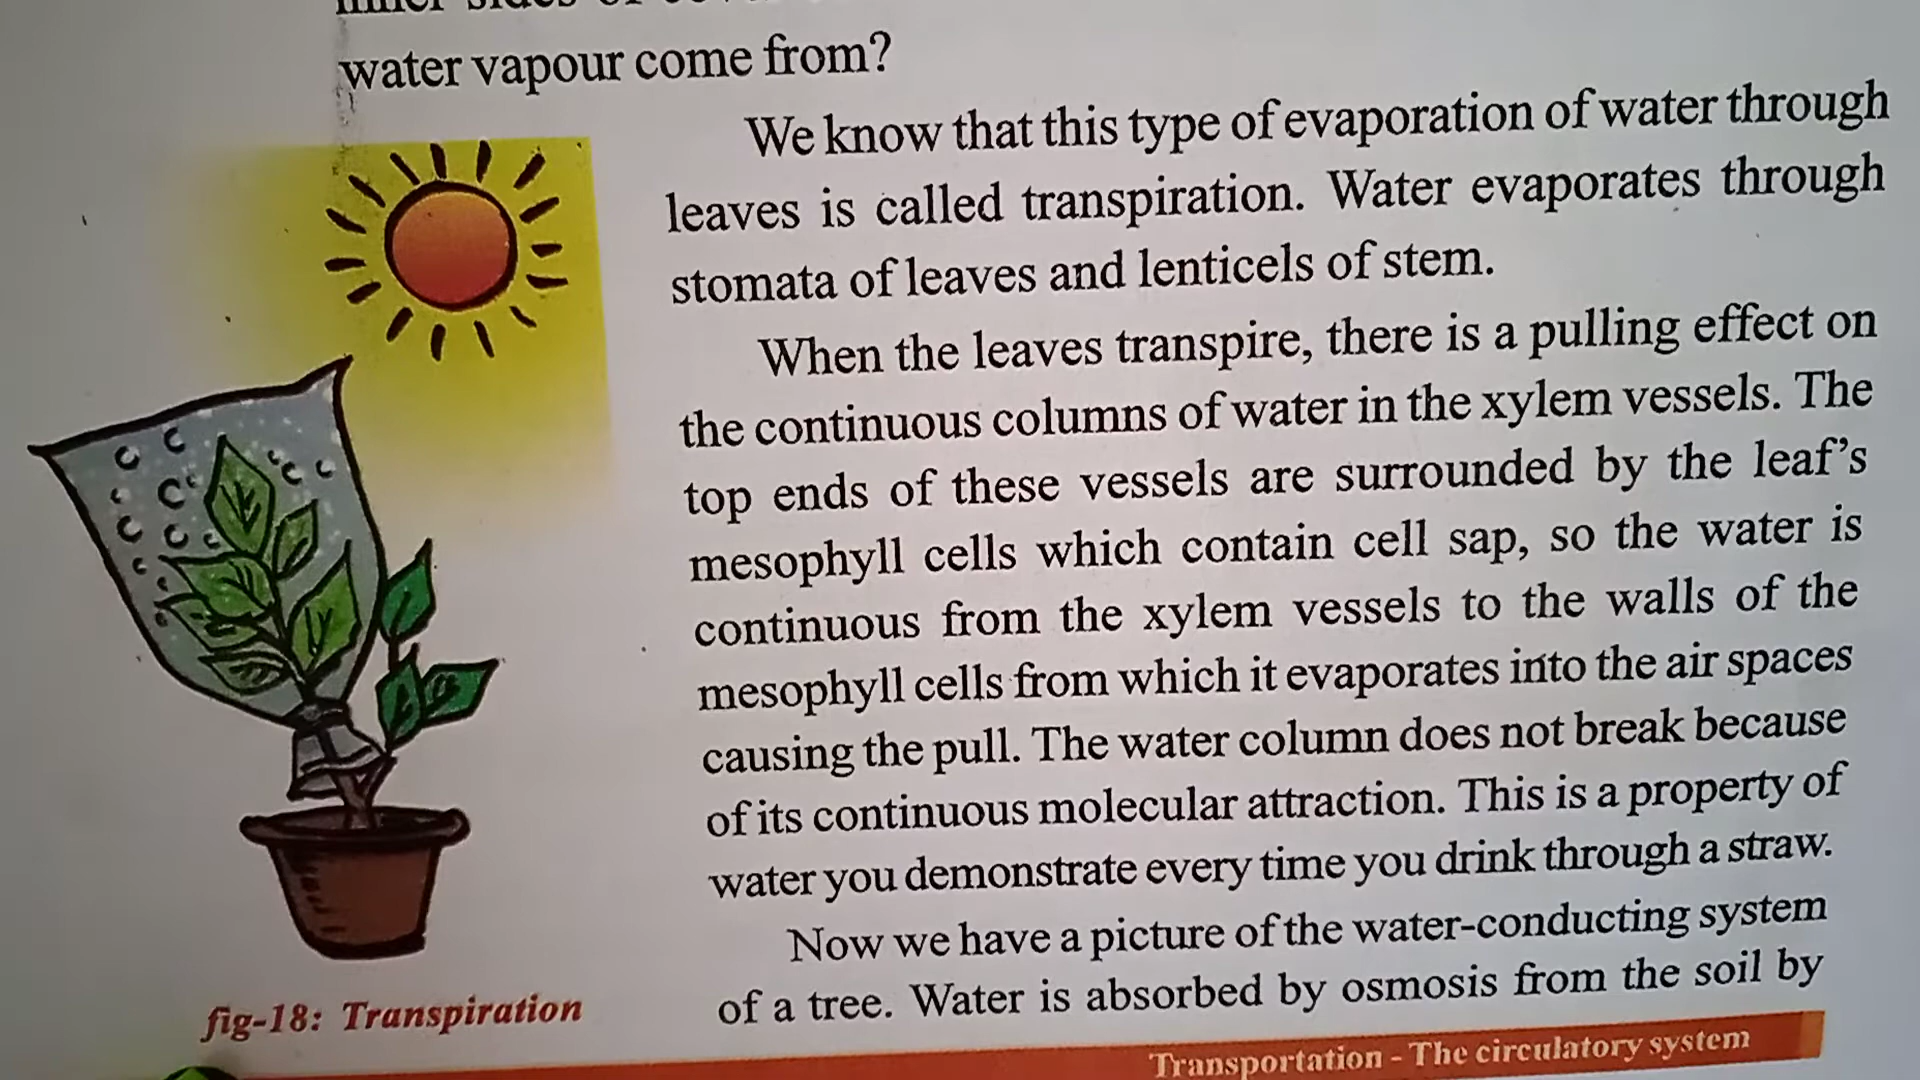 water vapour come from?
We know that this type of evaporation of water through
leaves is called transpiration. Water evaporates through
stomata of leaves and lenticels of stem.
When the leaves transpire, there is a pulling effect on
the continuous columns of water in the xylem vessels. The
top ends of these vessels are surrounded by the leaf's
mesophyll cells which contain cell sap, so the water is
continuous from the xylem vessels to the walls of the
mesophyll cells from which it evaporates into the air spaces
causing the pull. The water column does not break because
of its continuous molecular attraction. This is a property of
water you demonstrate every time you drink through a straw.
Now we have a picture of the water-conducting system
of a tree. Water is absorbed by osmosis from the soil by
fig-18: Transpiration
Transportation - The circulatory system